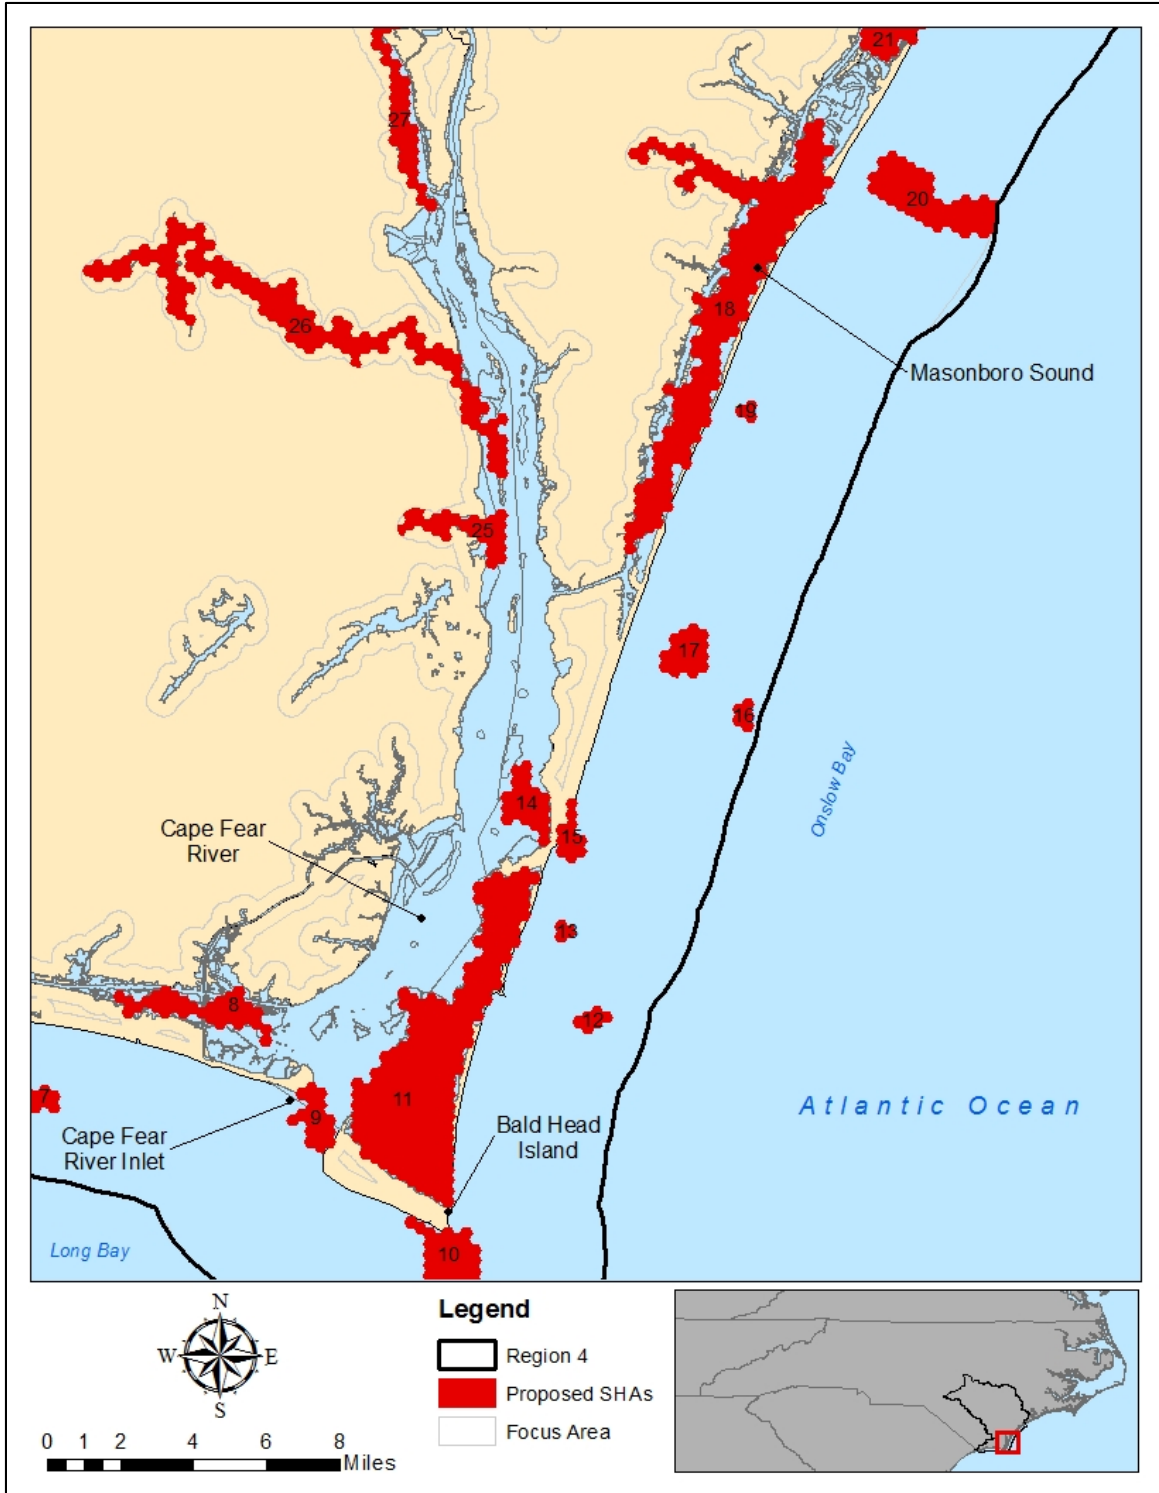 21
27
20
26
18
Masonboro Sound
19
25
17
16
Onslow Bay
14
Cape Fear
River
15
13
8
12
7
11
9
Atlantic Ocean
Cape Fear
River Inlet
Bald Head
Island
Long Bay
10
N
W
E
S
0 1 2 4 6 8
Miles
Legend
Region 4
Proposed SHAs
Focus Area